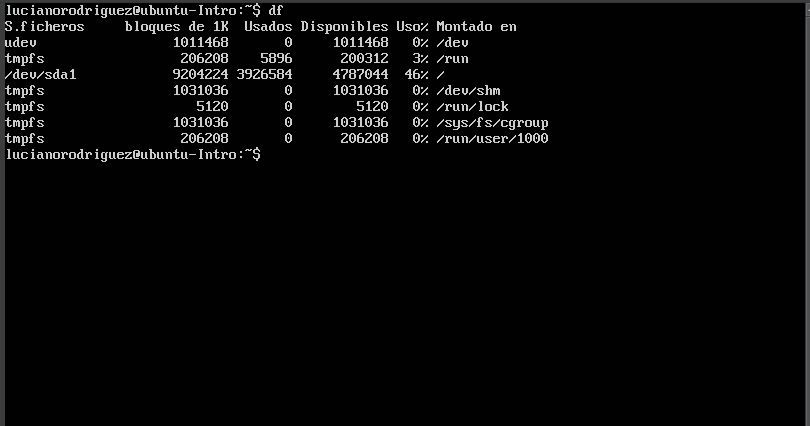 lucianorodriguez@ubuntu-Intro:~$ df
S.ficheros     bloques de 1K  Usados Disponibles Uso% Montado en
udev                 1011468       0     1011468   0% /dev
tmpfs                 206208    5896      200312   3% /run
/dev/sda1            9204224 3926584     4787044  46% /
tmpfs                1031036       0     1031036   0% /dev/shm
tmpfs                   5120       0        5120   0% /run/lock
tmpfs                1031036       0     1031036   0% /sys/fs/cgroup
tmpfs                 206208       0      206208   0% /run/user/1000
lucianorodriguez@ubuntu-Intro:~$